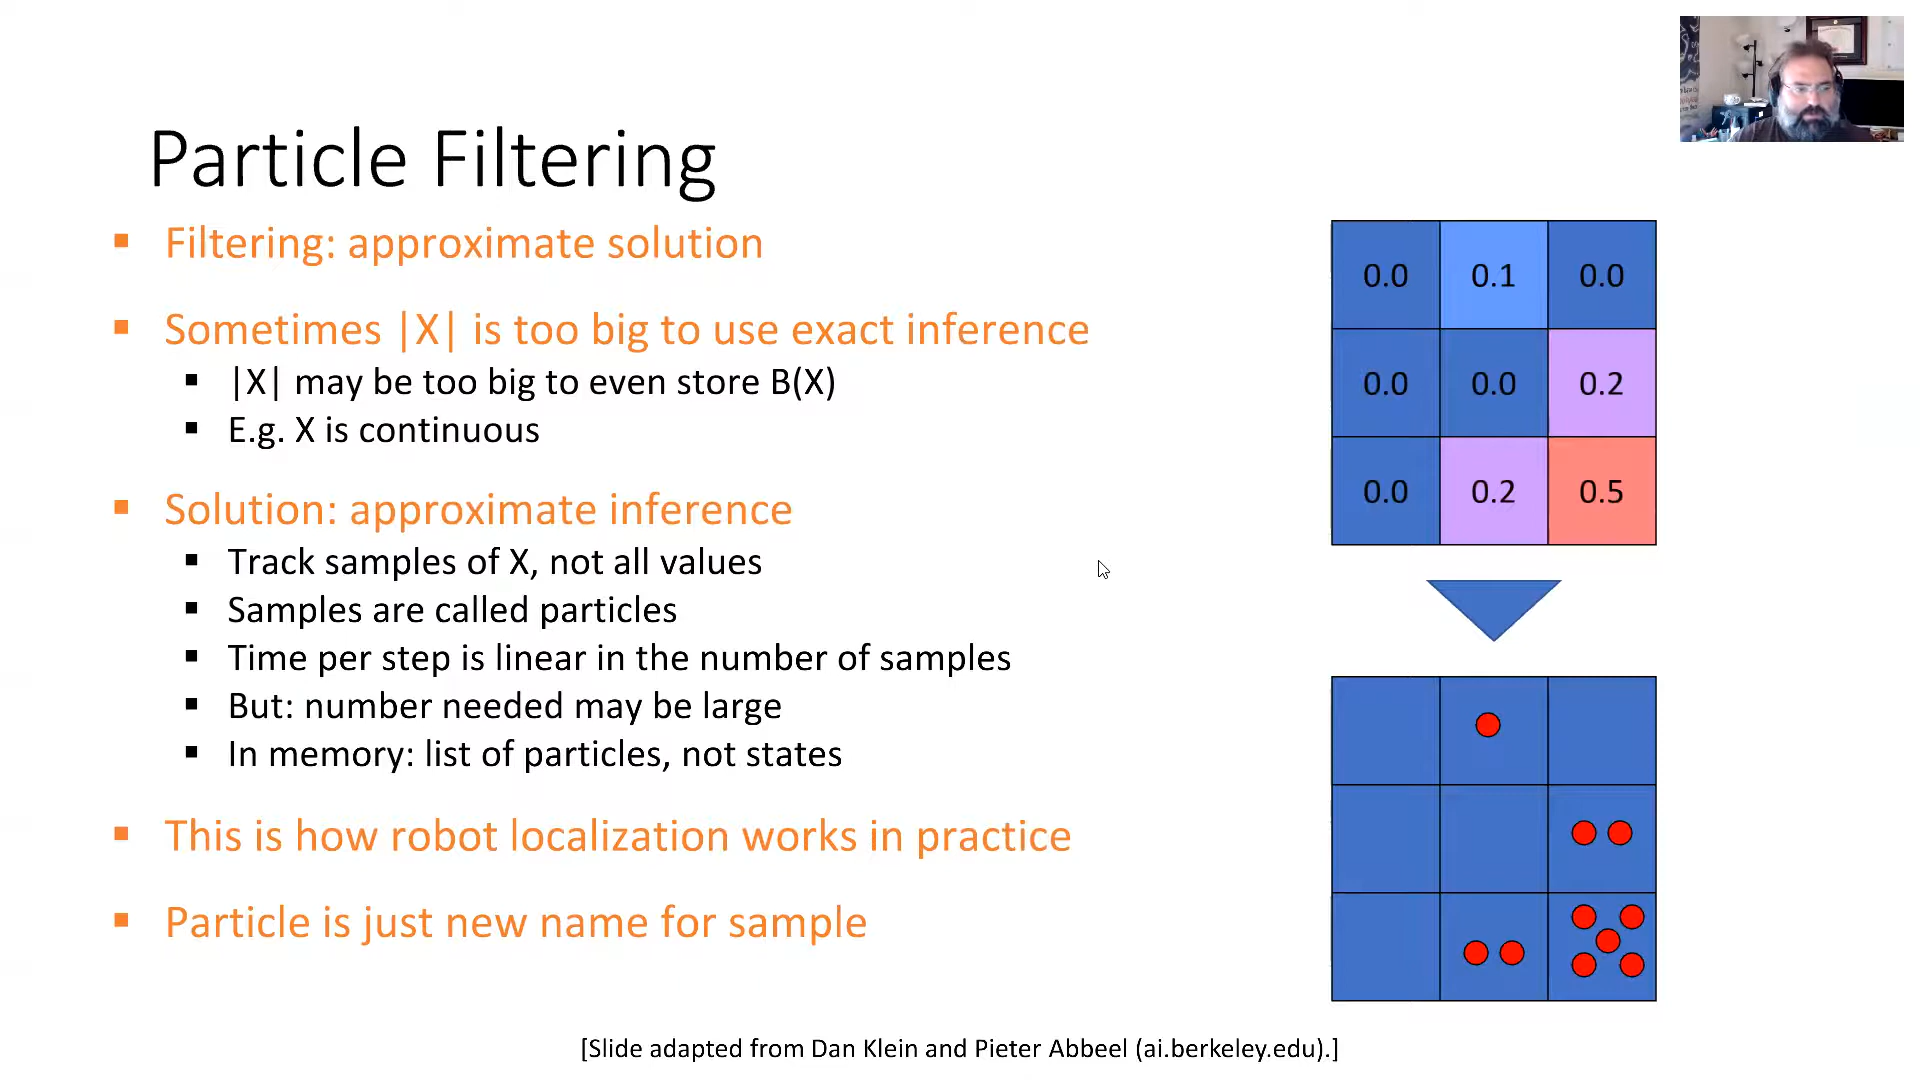 Particle Filtering
▪ Filtering: approximate solution
▪ Sometimes |X| is too big to use exact inference
▪ |X| may be too big to even store B(X)
▪ E.g. X is continuous
▪ Solution: approximate inference
▪ Track samples of X, not all values
▪ Samples are called particles
▪ Time per step is linear in the number of samples
▪ But: number needed may be large
▪ In memory: list of particles, not states
▪ This is how robot localization works in practice
▪ Particle is just new name for sample
0.0 0.1 0.0
0.0 0.0 0.2
0.0 0.2 0.5
[Slide adapted from Dan Klein and Pieter Abbeel (ai.berkeley.edu).]